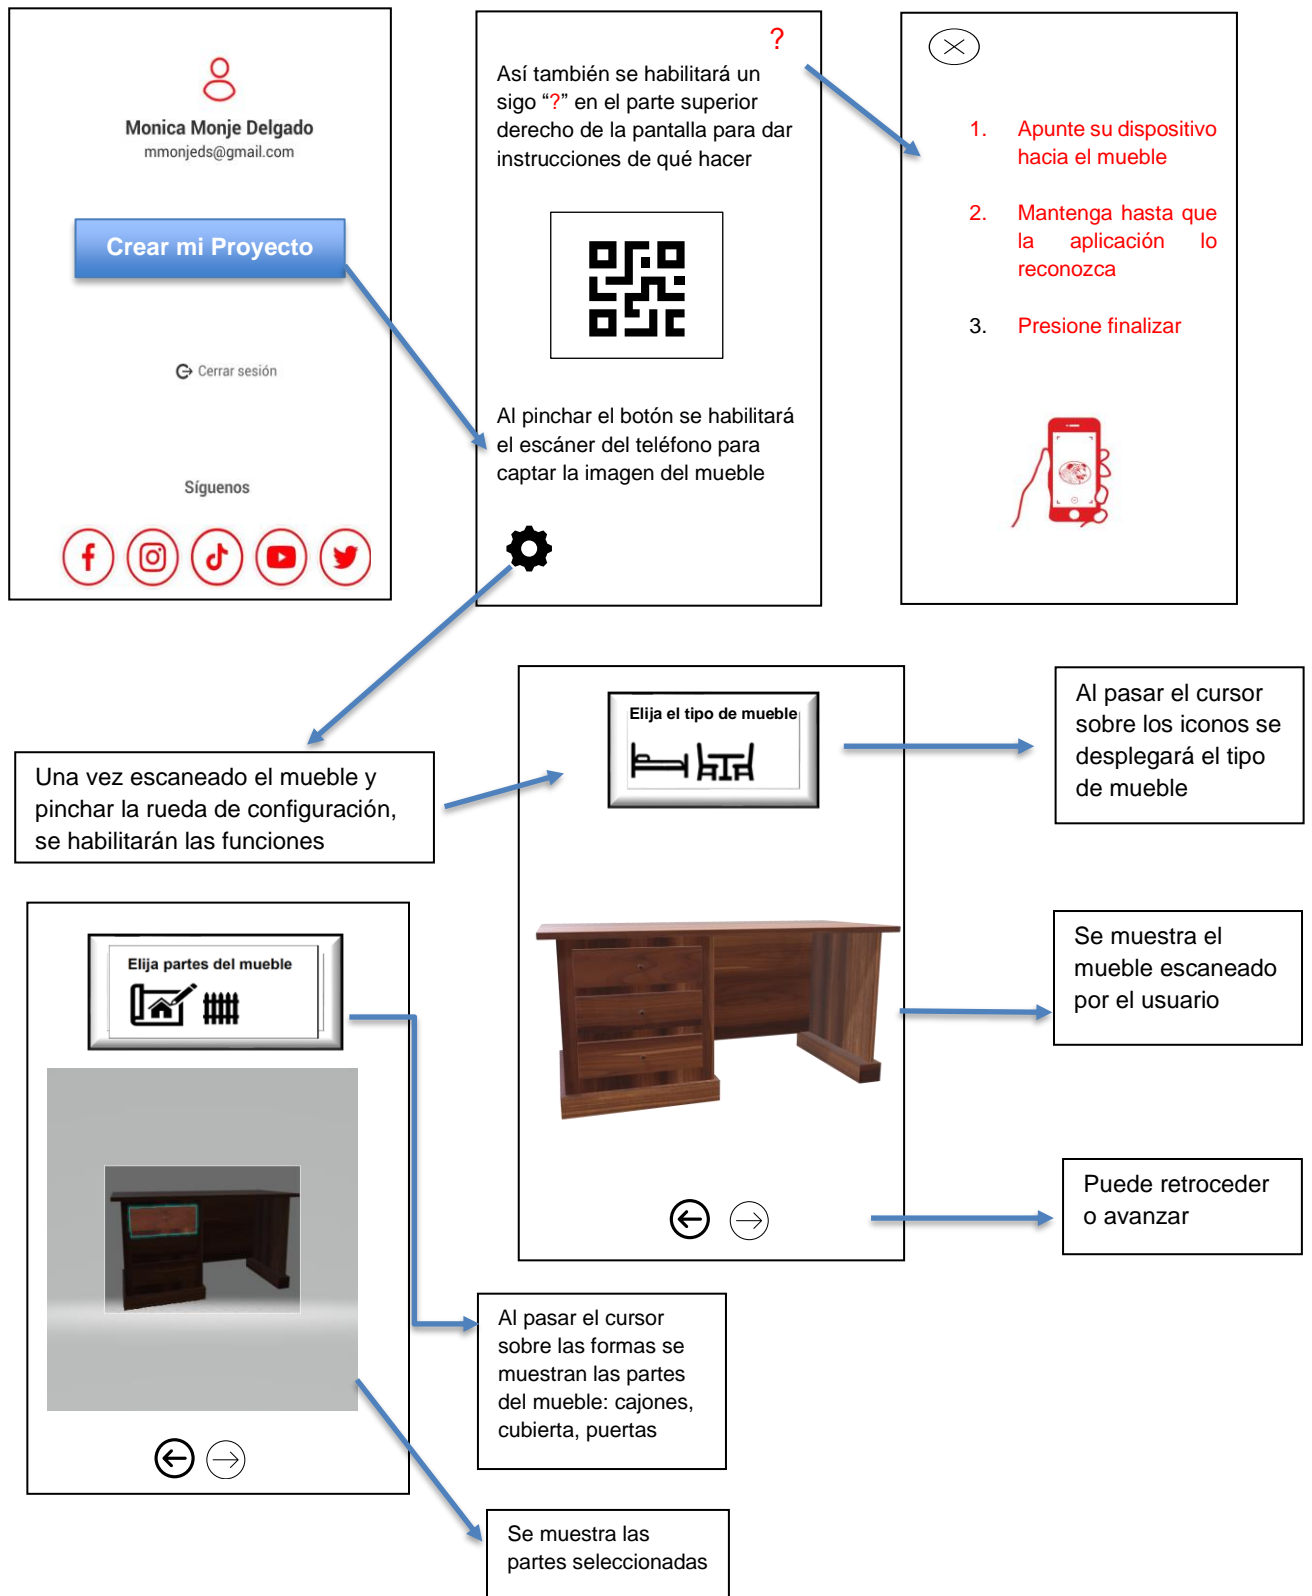 Monica Monje Delgado
mmonjeds@gmail.com
Crear mi Proyecto
Cerrar sesión
Síguenos
?
Así también se habilitará un
sigo “?” en el parte superior
derecho de la pantalla para dar
instrucciones de qué hacer
Al pinchar el botón se habilitará
el escáner del teléfono para
captar la imagen del mueble
1. Apunte su dispositivo
hacia el mueble
2. Mantenga hasta que
la aplicación lo
reconozca
3. Presione finalizar
Una vez escaneado el mueble y
pinchar la rueda de configuración,
se habilitarán las funciones
Elija el tipo de mueble
Al pasar el cursor
sobre los iconos se
desplegará el tipo
de mueble
Se muestra el
mueble escaneado
por el usuario
Puede retroceder
o avanzar
Elija partes del mueble
Al pasar el cursor
sobre las formas se
muestran las partes
del mueble: cajones,
cubierta, puertas
Se muestra las
partes seleccionadas